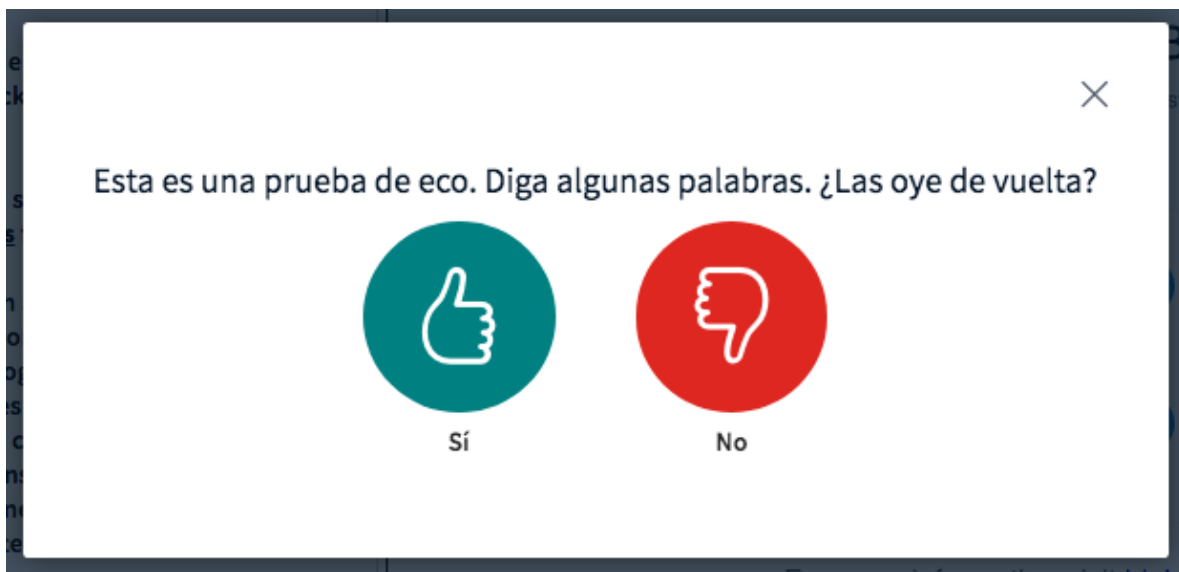 Esta es una prueba de eco. Diga algunas palabras. ¿Las oye de vuelta?
Sí
No